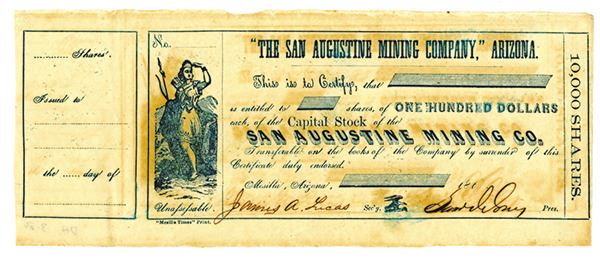 ........ Shares.
Issued to
the ...... day of
No.
"THE SAN AUGUSTINE MINING COMPANY," ARIZONA.
This is to Certify, that
is entitled to shares, of ONE HUNDRED DOLLARS
each, of the Capital Stock of the
SAN AUGUSTINE MINING CO.
Transferable on the books of the Company by surrender of this
Certificate duly endorsed.
Mesilla, Arizona, 186
Unassessable.
James A. Lucas Sec'y. Pres.
"Mesilla Times" Print.
10,000 SHARES.